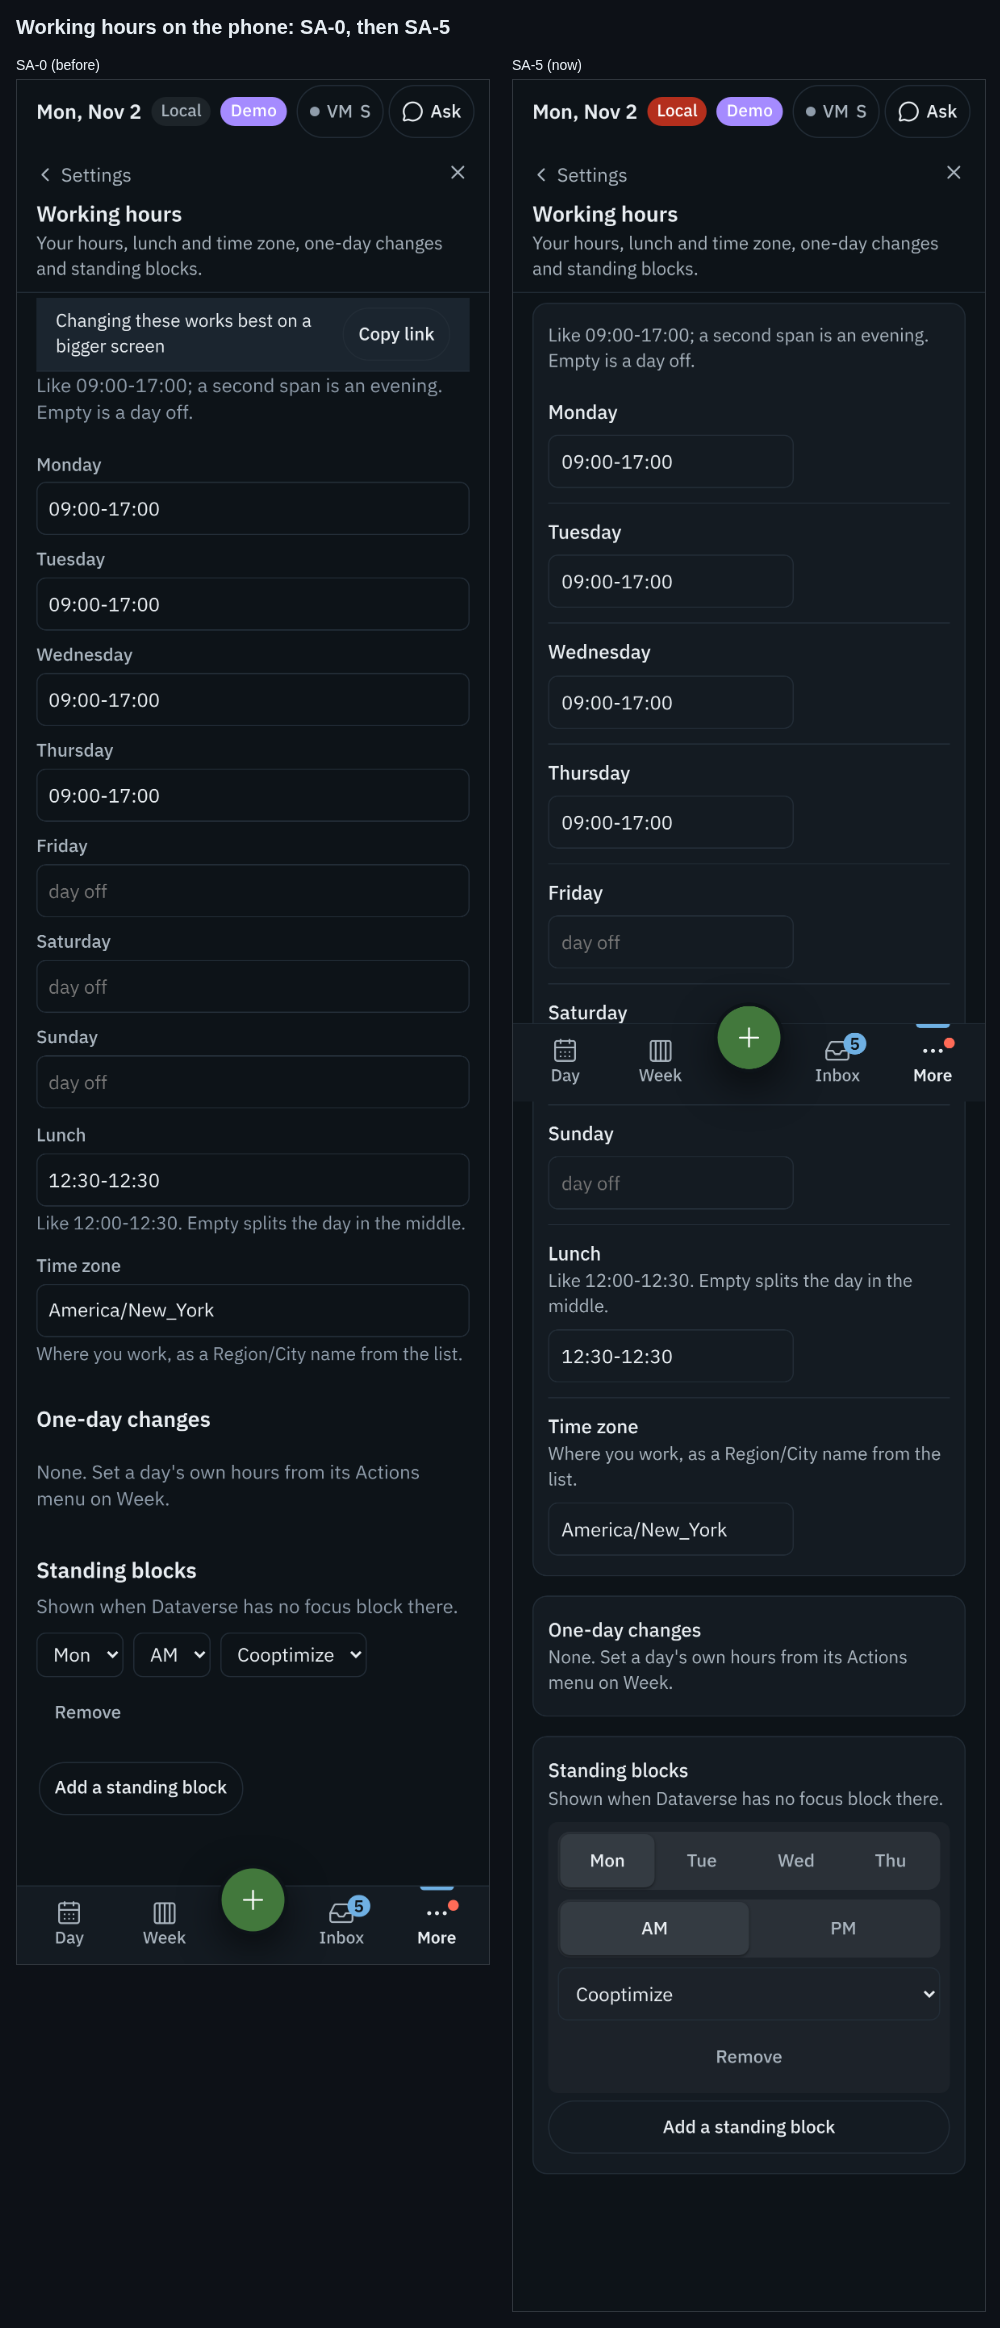 Working hours on the phone: SA-0, then SA-5
SA-0 (before)
Mon, Nov 2 Local Demo VM S Ask
Settings
Working hours
Your hours, lunch and time zone, one-day changes
and standing blocks.
Changing these works best on a
bigger screen
Copy link
Like 09:00-17:00; a second span is an evening.
Empty is a day off.
Monday
09:00-17:00
Tuesday
09:00-17:00
Wednesday
09:00-17:00
Thursday
09:00-17:00
Friday
day off
Saturday
day off
Sunday
day off
Lunch
12:30-12:30
Like 12:00-12:30. Empty splits the day in the middle.
Time zone
America/New_York
Where you work, as a Region/City name from the list.
One-day changes
None. Set a day's own hours from its Actions
menu on Week.
Standing blocks
Shown when Dataverse has no focus block there.
Mon AM Cooptimize
Remove
Add a standing block
5
Day Week Inbox More
SA-5 (now)
Mon, Nov 2 Local Demo VM S Ask
Settings
Working hours
Your hours, lunch and time zone, one-day changes
and standing blocks.
Like 09:00-17:00; a second span is an evening.
Empty is a day off.
Monday
09:00-17:00
Tuesday
09:00-17:00
Wednesday
09:00-17:00
Thursday
09:00-17:00
Friday
day off
Saturday
5
Day Week Inbox More
Sunday
day off
Lunch
Like 12:00-12:30. Empty splits the day in the
middle.
12:30-12:30
Time zone
Where you work, as a Region/City name from the
list.
America/New_York
One-day changes
None. Set a day's own hours from its Actions
menu on Week.
Standing blocks
Shown when Dataverse has no focus block there.
Mon Tue Wed Thu
AM PM
Cooptimize
Remove
Add a standing block